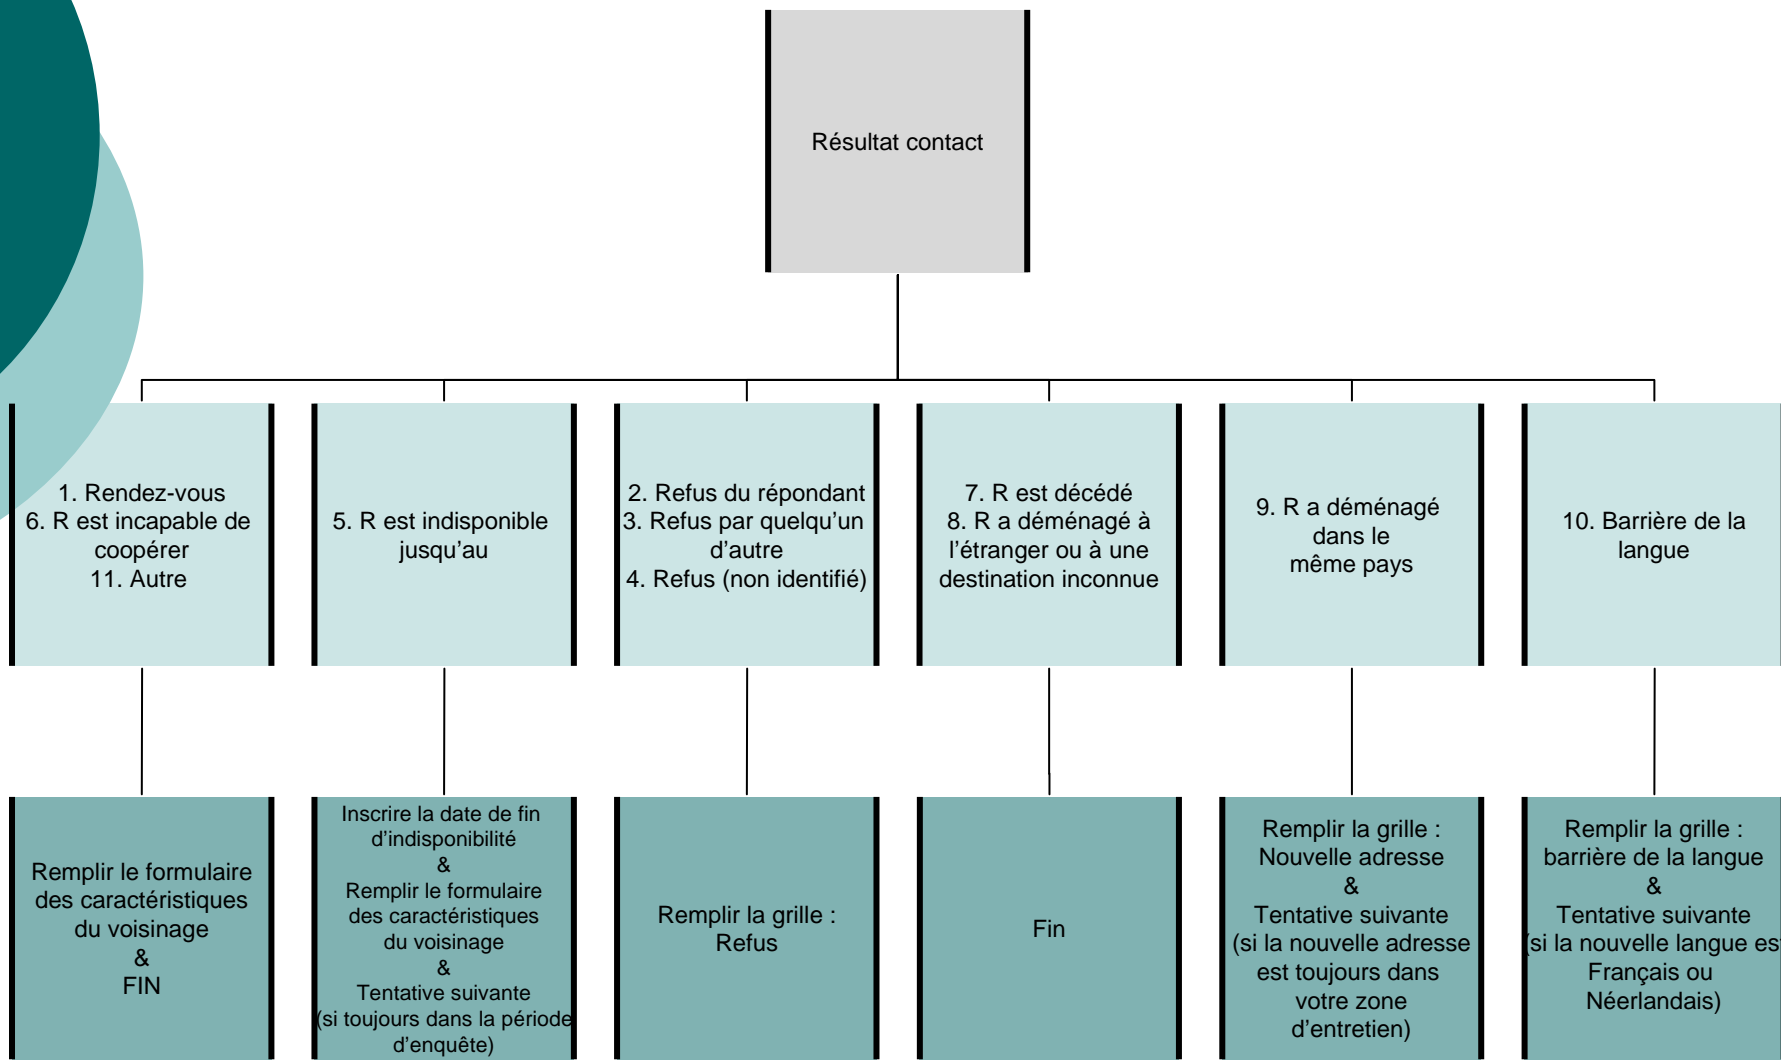 Résultat contact
1. Rendez-vous
6. R est incapable de
coopérer
11. Autre
5. R est indisponible
jusqu’au
2. Refus du répondant
3. Refus par quelqu’un
d’autre
4. Refus (non identifié)
7. R est décédé
8. R a déménagé à
l’étranger ou à une
destination inconnue
9. R a déménagé
dans le
même pays
10. Barrière de la
langue
Remplir le formulaire
des caractéristiques
du voisinage
&
FIN
Inscrire la date de fin
d’indisponibilité
&
Remplir le formulaire
des caractéristiques
du voisinage
&
Tentative suivante
(si toujours dans la période
d’enquête)
Remplir la grille :
Refus
Fin
Remplir la grille :
Nouvelle adresse
&
Tentative suivante
(si la nouvelle adresse
est toujours dans
votre zone
d’entretien)
Remplir la grille :
barrière de la langue
&
Tentative suivante
(si la nouvelle langue est
Français ou
Néerlandais)